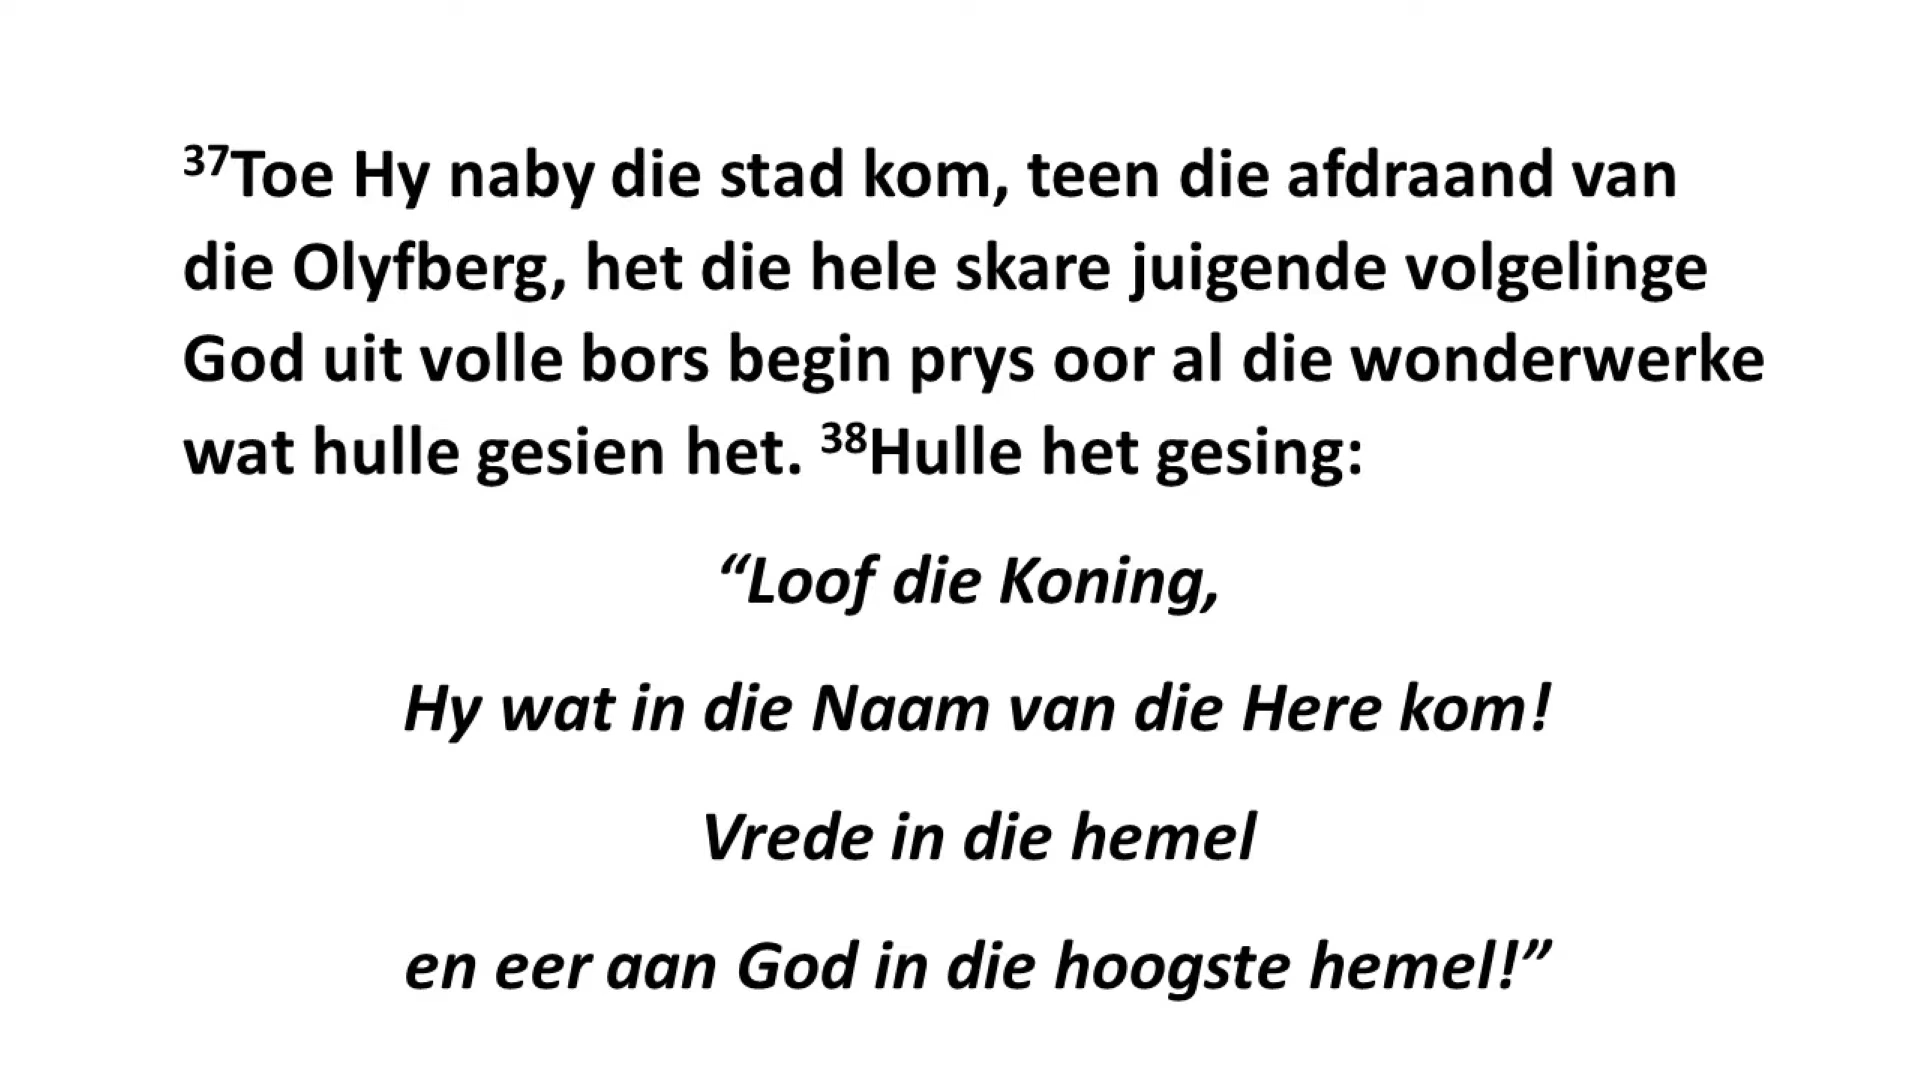 ³⁷Toe Hy naby die stad kom, teen die afdraand van
die Olyfberg, het die hele skare juigende volgelinge
God uit volle bors begin prys oor al die wonderwerke
wat hulle gesien het. ³⁸Hulle het gesing:
“Loof die Koning,
Hy wat in die Naam van die Here kom!
Vrede in die hemel
en eer aan God in die hoogste hemel!”